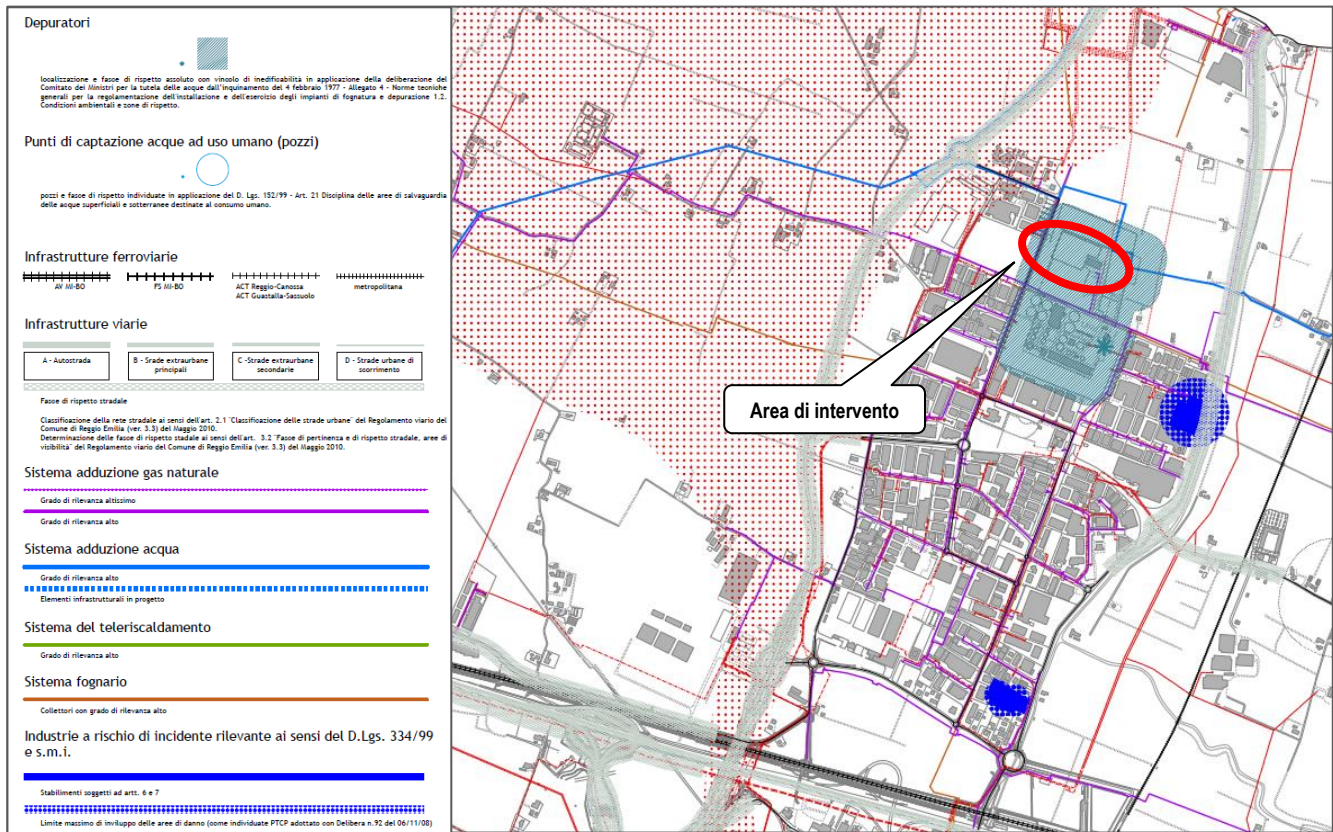 Depuratori
localizzazione e fasce di rispetto assoluto con vincolo di inedificabilità in applicazione della deliberazione del
Comitato dei Ministri per la tutela delle acque dall'inquinamento del 4 febbraio 1977 - Allegato 4 - Norme tecniche
generali per la regolamentazione dell'installazione e dell'esercizio degli impianti di fognatura e depurazione 1.2.
Condizioni ambientali e zone di rispetto.
Punti di captazione acque ad uso umano (pozzi)
pozzi e fasce di rispetto individuate in applicazione del D. Lgs. 152/99 - Art. 21 Disciplina delle aree di salvaguardia
delle acque superficiali e sotterranee destinate al consumo umano.
Infrastrutture ferroviarie
AV MI-BO
FS MI-BO
ACT Reggio-Canossa
ACT Guastalla-Sassuolo
metropolitana
Infrastrutture viarie
A - Autostrada
B - Srade extraurbane
principali
C -Strade extraurbane
secondarie
D - Strade urbane di
scorrimento
Fasce di rispetto stradale
Classificazione della rete stradale ai sensi dell'art. 2.1 "Classificazione delle strade urbane" del Regolamento viario del
Comune di Reggio Emilia (ver. 3.3) del Maggio 2010.
Determinazione delle fasce di rispetto stadale ai sensi dell'art. 3.2 "Fasce di pertinenza e di rispetto stradale, aree di
visibilità" del Regolamento viario del Comune di Reggio Emilia (ver. 3.3) del Maggio 2010.
Sistema adduzione gas naturale
Grado di rilevanza altissimo
Grado di rilevanza alto
Sistema adduzione acqua
Grado di rilevanza alto
Elementi infrastrutturali in progetto
Sistema del teleriscaldamento
Grado di rilevanza alto
Sistema fognario
Collettori con grado di rilevanza alto
Industrie a rischio di incidente rilevante ai sensi del D.Lgs. 334/99
e s.m.i.
Stabilimenti soggetti ad artt. 6 e 7
Limite massimo di inviluppo delle aree di danno (come individuate PTCP adottato con Delibera n.92 del 06/11/08)
Area di intervento